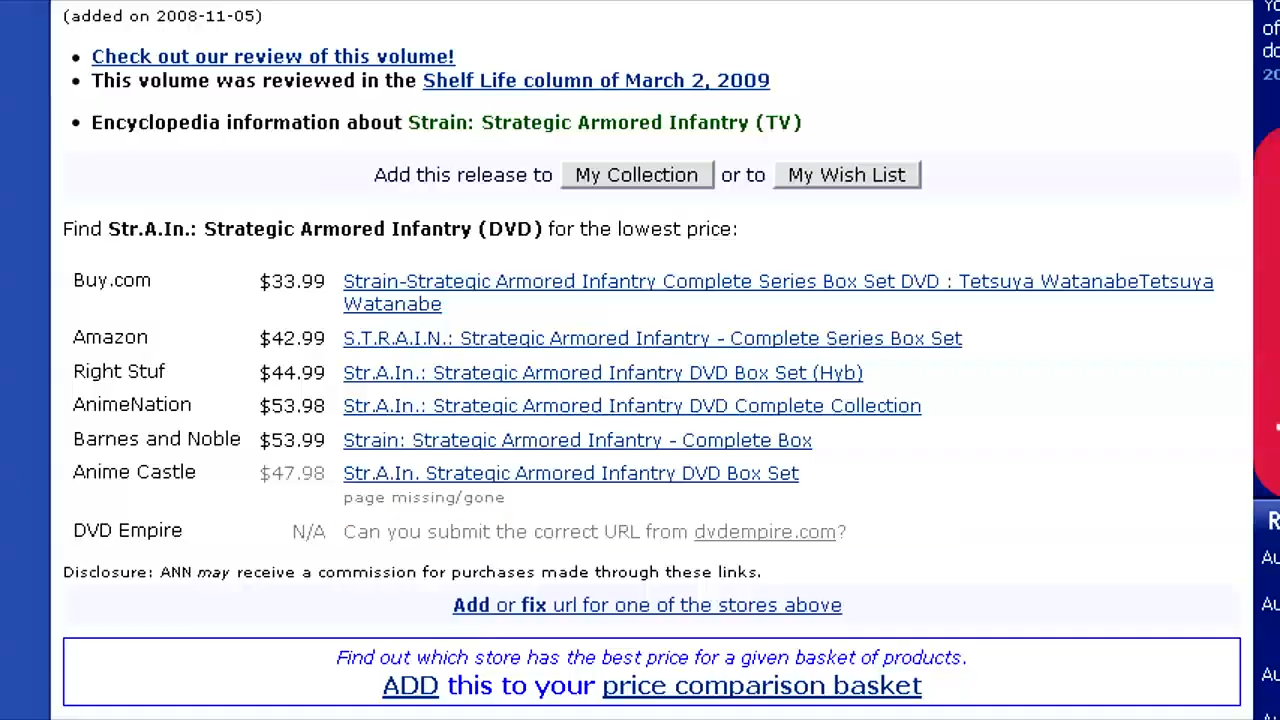 (added on 2008-11-05)
Check out our review of this volume!
This volume was reviewed in the Shelf Life column of March 2, 2009
Encyclopedia information about Strain: Strategic Armored Infantry (TV)
Add this release to My Collection or to My Wish List
Find Str.A.In.: Strategic Armored Infantry (DVD) for the lowest price:
Buy.com $33.99 Strain-Strategic Armored Infantry Complete Series Box Set DVD : Tetsuya WatanabeTetsuya
Watanabe
Amazon $42.99 S.T.R.A.I.N.: Strategic Armored Infantry - Complete Series Box Set
Right Stuf $44.99 Str.A.In.: Strategic Armored Infantry DVD Box Set (Hyb)
AnimeNation $53.98 Str.A.In.: Strategic Armored Infantry DVD Complete Collection
Barnes and Noble $53.99 Strain: Strategic Armored Infantry - Complete Box
Anime Castle $47.98 Str.A.In. Strategic Armored Infantry DVD Box Set
page missing/gone
DVD Empire N/A Can you submit the correct URL from dvdempire.com?
Disclosure: ANN may receive a commission for purchases made through these links.
Add or fix url for one of the stores above
Find out which store has the best price for a given basket of products.
ADD this to your price comparison basket